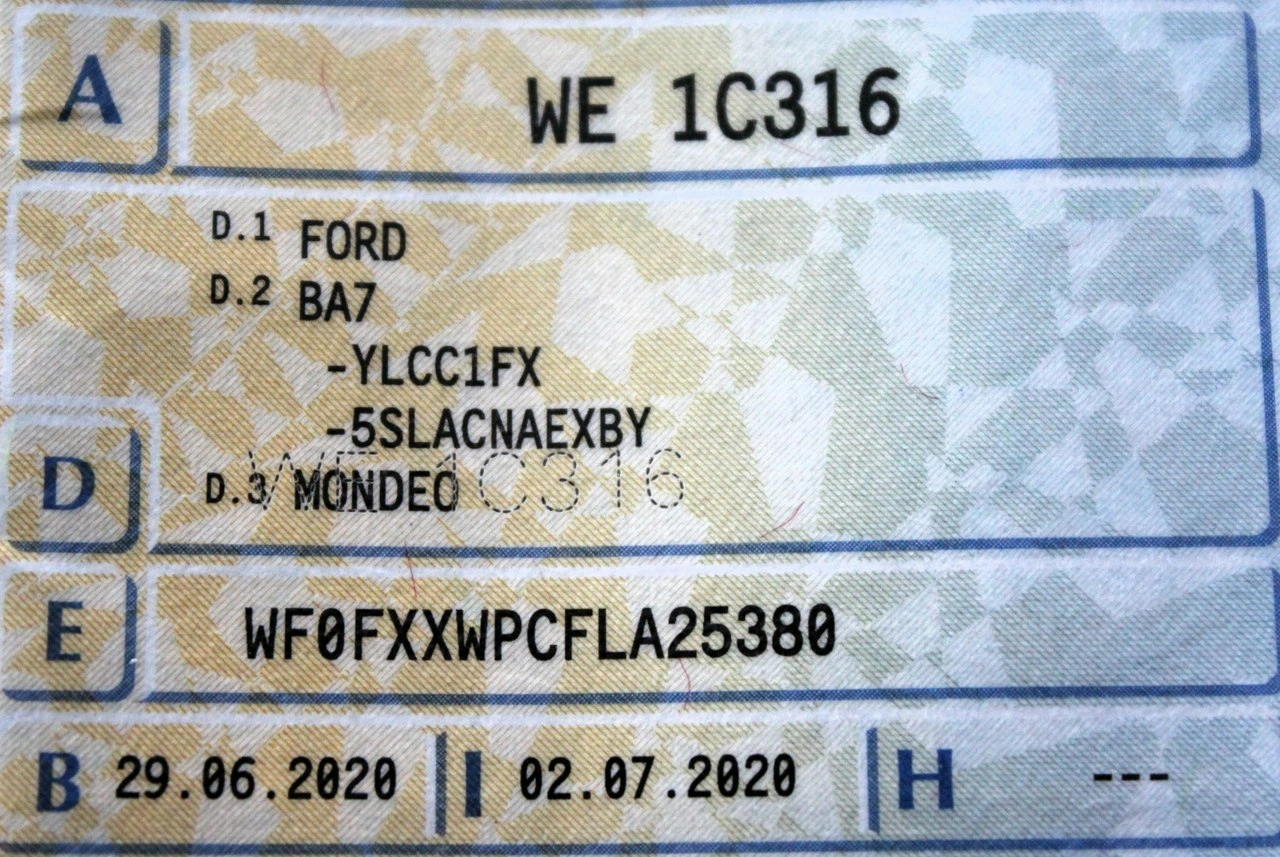 A WE 1C316
D.1 FORD
D.2 BA7
-YLCC1FX
-5SLACNAEXBY
D D.3 MONDEO
WE 1C316
E WF0FXXWPCFLA25380
B 29.06.2020 I 02.07.2020 H ---